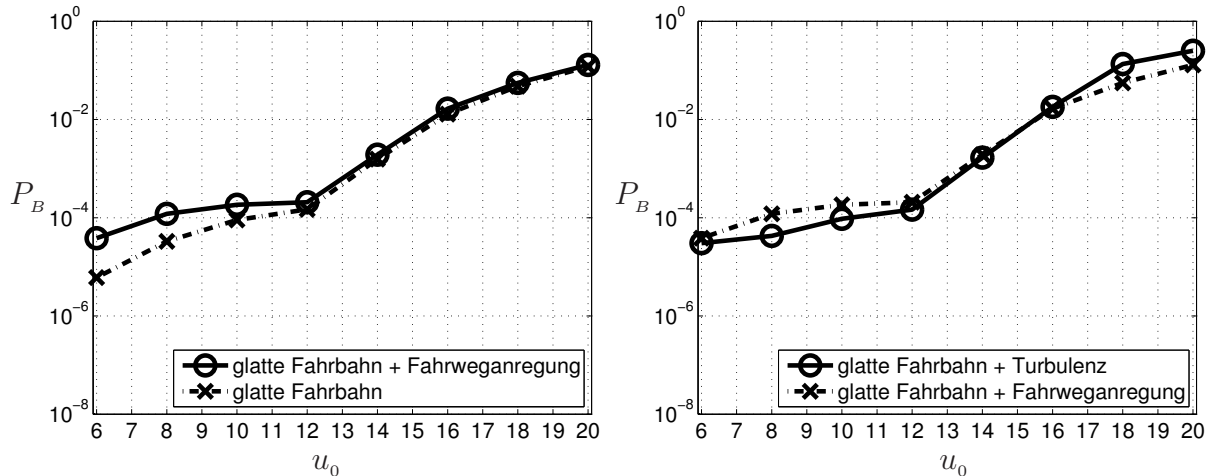 10^0
10^-2
P_B
10^-4
10^-6
10^-8
glatte Fahrbahn + Fahrweganregung
glatte Fahrbahn
6 7 8 9 10 11 12 13 14 15 16 17 18 19 20
u_0
10^0
10^-2
P_B
10^-4
10^-6
10^-8
glatte Fahrbahn + Turbulenz
glatte Fahrbahn + Fahrweganregung
6 7 8 9 10 11 12 13 14 15 16 17 18 19 20
u_0